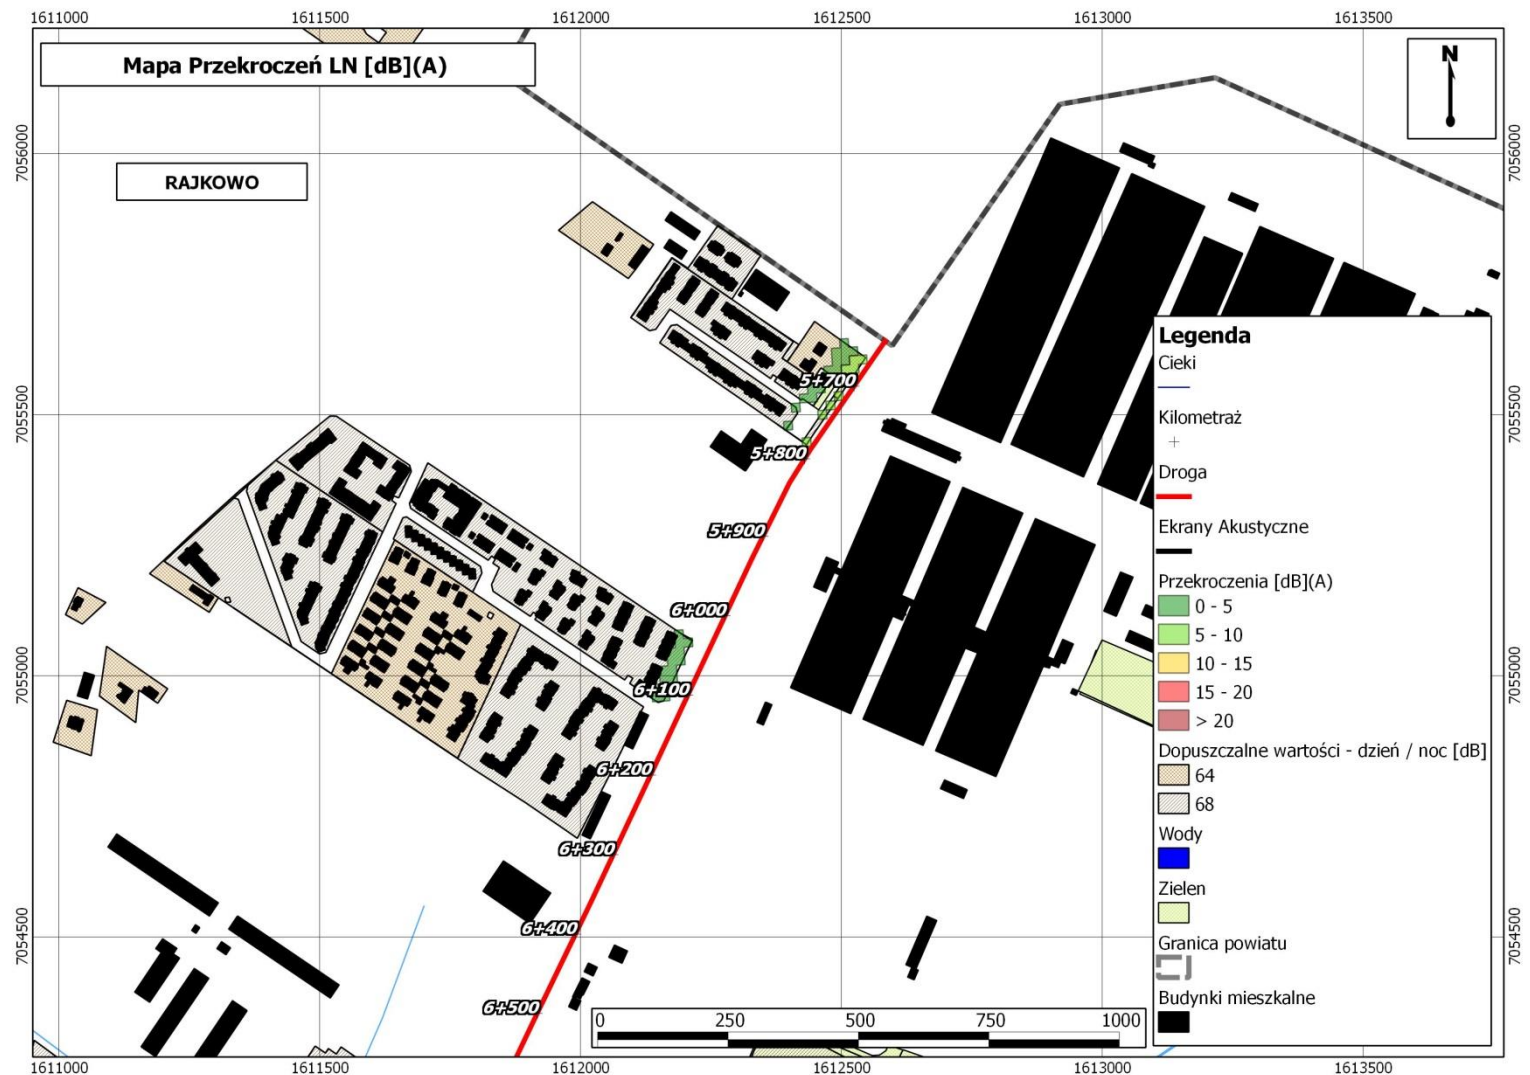 1611000 1611500 1612000 1612500 1613000 1613500
Mapa Przekroczeń LN [dB](A)
N
7056000 7056000
RAJKOWO
5+700
7055500 7055500
5+800
5+900
6+000
6+100
7055000 7055000
6+200
6+300
6+400
7054500 7054500
6+500
Legenda
Cieki
Kilometraż
Droga
Ekrany Akustyczne
Przekroczenia [dB](A)
0 - 5
5 - 10
10 - 15
15 - 20
> 20
Dopuszczalne wartości - dzień / noc [dB]
64
68
Wody
Zielen
Granica powiatu
Budynki mieszkalne
0 250 500 750 1000
1611000 1611500 1612000 1612500 1613000 1613500